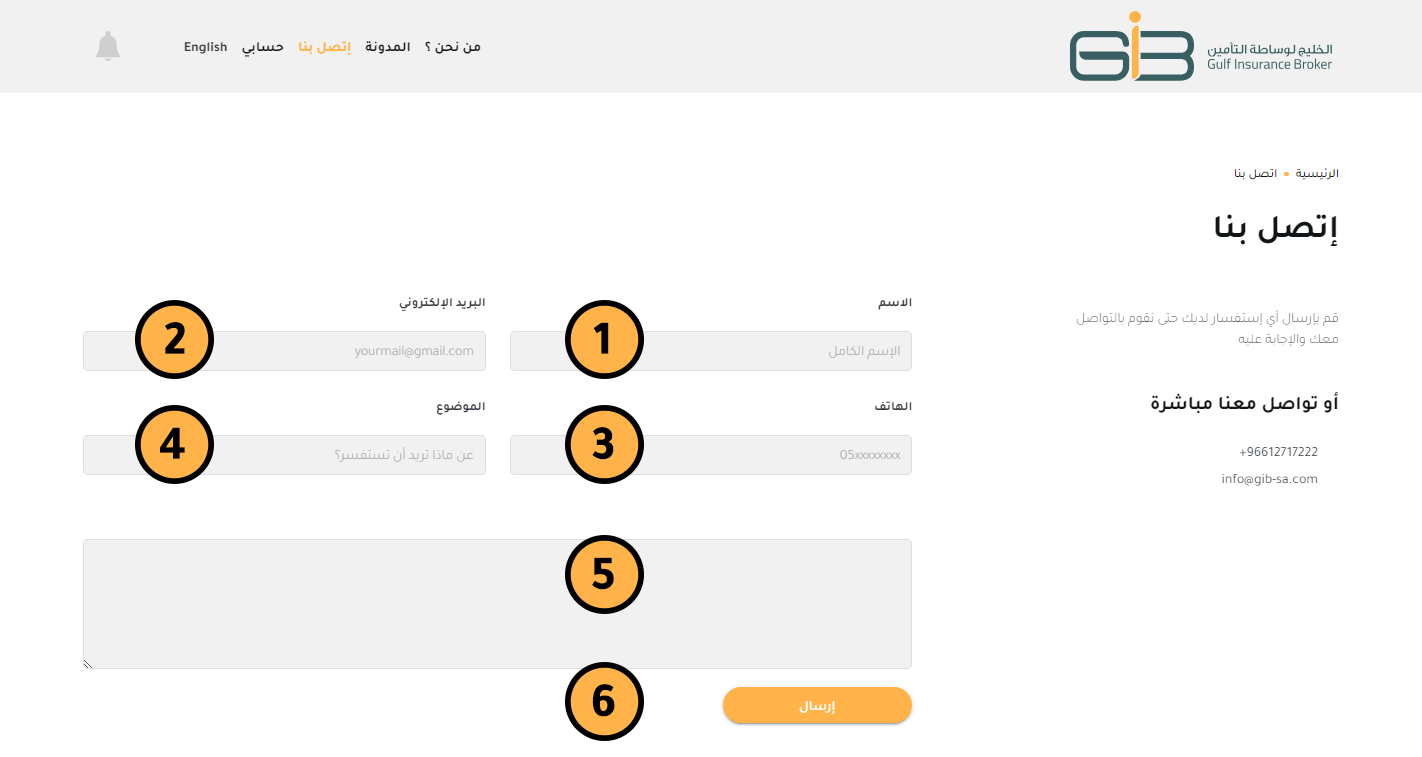 الخليج لوساطة التأمين
Gulf Insurance Broker
GIB
من نحن ؟ المدونة إتصل بنا حسابي English
الرئيسية • اتصل بنا
إتصل بنا
قم بإرسال أي إستفسار لديك حتى نقوم بالتواصل
معك والإجابة عليه
أو تواصل معنا مباشرة
+96612717222
info@gib-sa.com
الاسم
الإسم الكامل
1
البريد الإلكتروني
yourmail@gmail.com
2
الهاتف
05xxxxxxxx
3
الموضوع
عن ماذا تريد أن تستفسر؟
4
5
إرسال
6